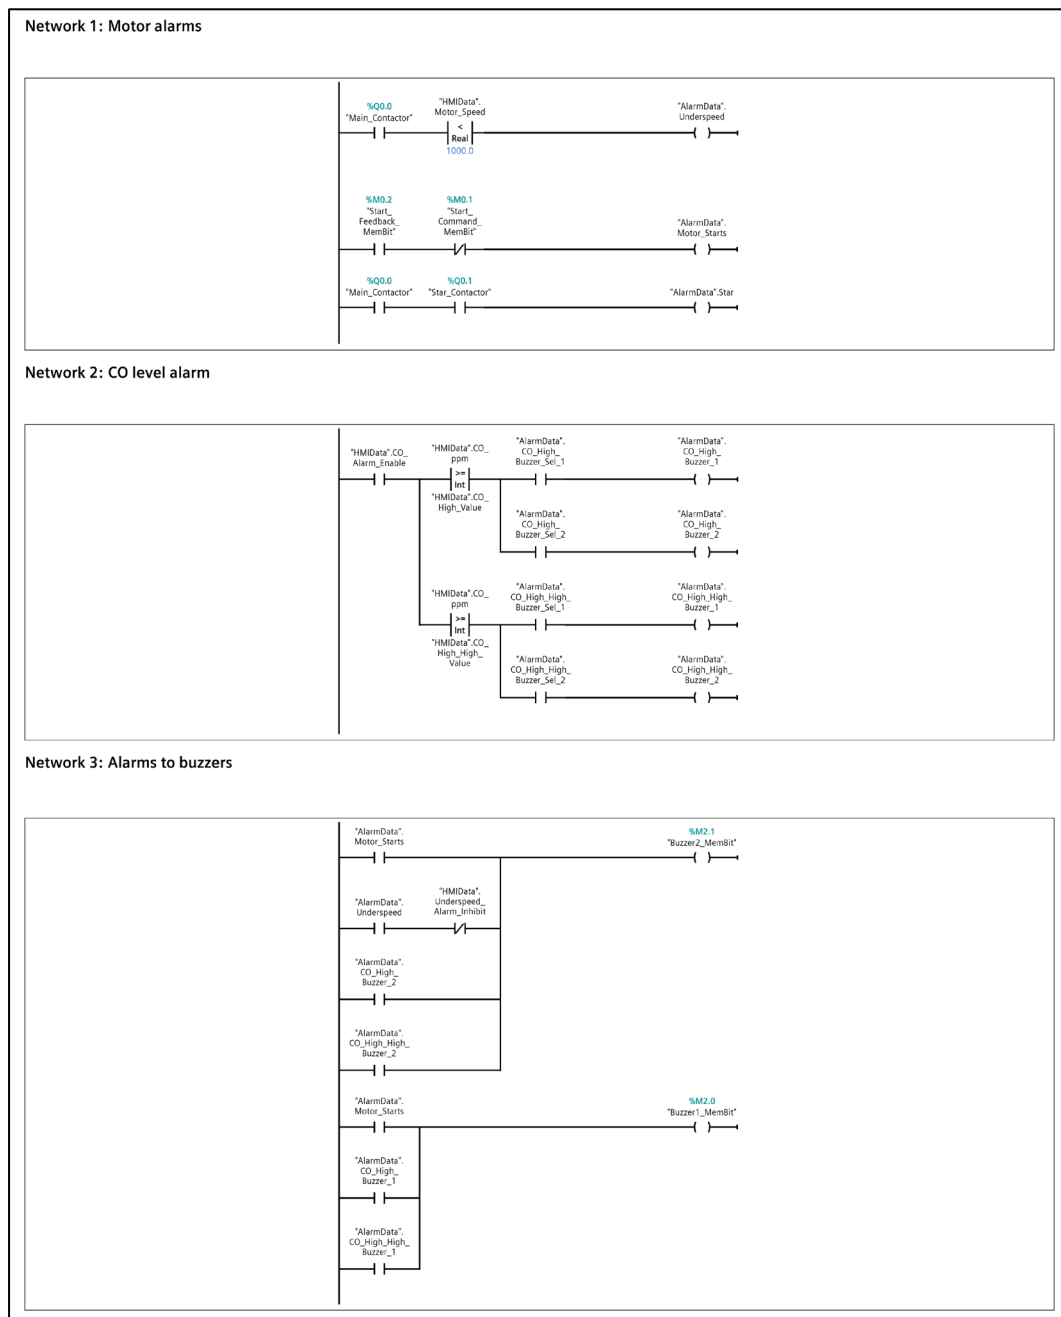 Network 1: Motor alarms
%Q0.0
"Main_Contactor"
"HMIData".
Motor_Speed
<
Real
1000.0
"AlarmData".
Underspeed
%M0.2
"Start_
Feedback_
MemBit"
%M0.1
"Start_
Command_
MemBit"
"AlarmData".
Motor_Starts
%Q0.0
"Main_Contactor"
%Q0.1
"Star_Contactor"
"AlarmData".Star
Network 2: CO level alarm
"HMIData".CO_
Alarm_Enable
"HMIData".CO_
ppm
>=
Int
"HMIData".CO_
High_Value
"AlarmData".
CO_High_
Buzzer_Sel_1
"AlarmData".
CO_High_
Buzzer_1
"AlarmData".
CO_High_
Buzzer_Sel_2
"AlarmData".
CO_High_
Buzzer_2
"HMIData".CO_
ppm
>=
Int
"HMIData".CO_
High_High_
Value
"AlarmData".
CO_High_High_
Buzzer_Sel_1
"AlarmData".
CO_High_High_
Buzzer_1
"AlarmData".
CO_High_High_
Buzzer_Sel_2
"AlarmData".
CO_High_High_
Buzzer_2
Network 3: Alarms to buzzers
"AlarmData".
Motor_Starts
%M2.1
"Buzzer2_MemBit"
"AlarmData".
Underspeed
"HMIData".
Underspeed_
Alarm_Inhibit
"AlarmData".
CO_High_
Buzzer_2
"AlarmData".
CO_High_High_
Buzzer_2
"AlarmData".
Motor_Starts
%M2.0
"Buzzer1_MemBit"
"AlarmData".
CO_High_
Buzzer_1
"AlarmData".
CO_High_High_
Buzzer_1